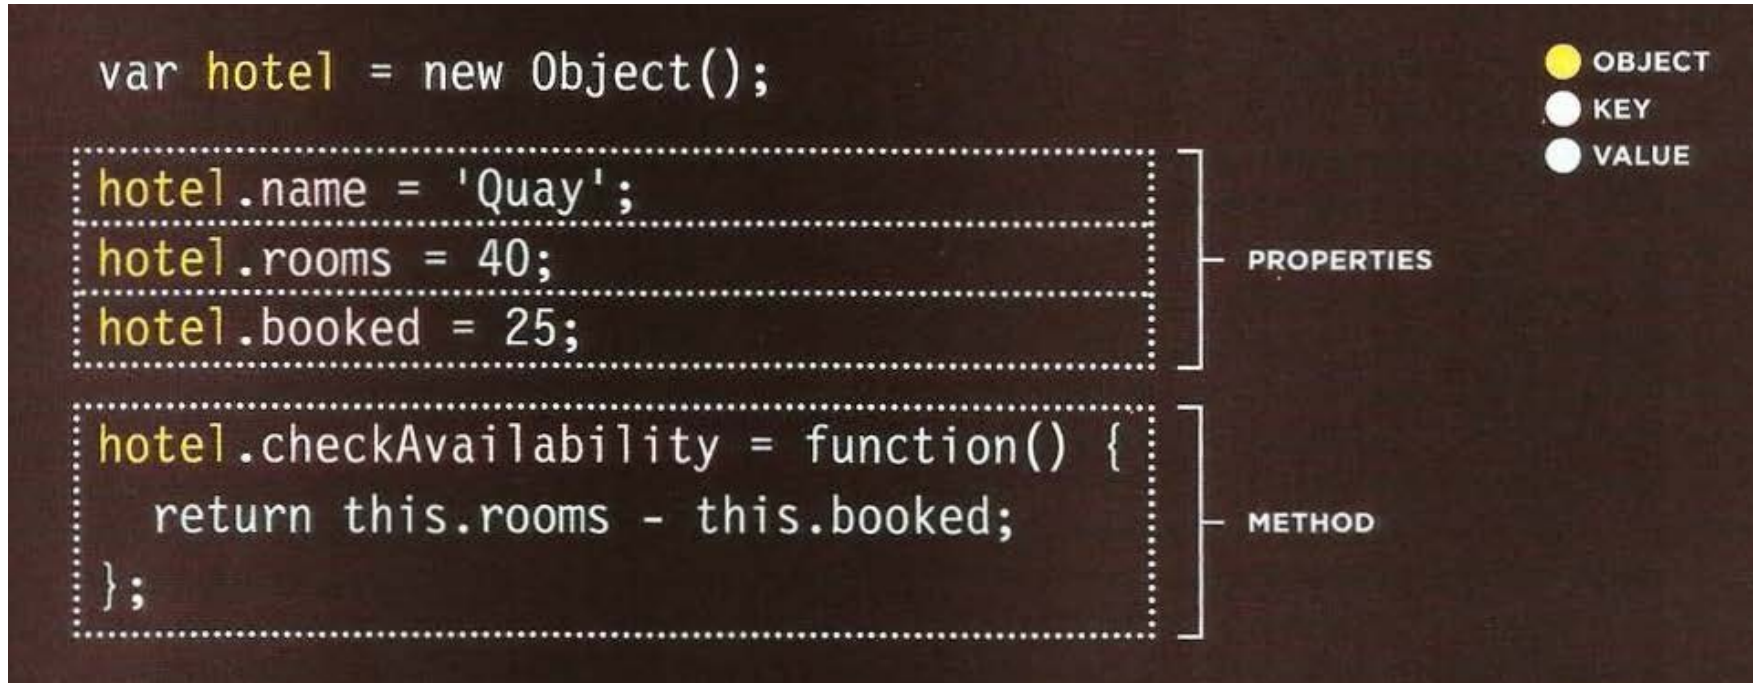 var hotel = new Object();
OBJECT
KEY
VALUE
hotel.name = 'Quay';
hotel.rooms = 40;
hotel.booked = 25;
PROPERTIES
hotel.checkAvailability = function() {
  return this.rooms - this.booked;
};
METHOD